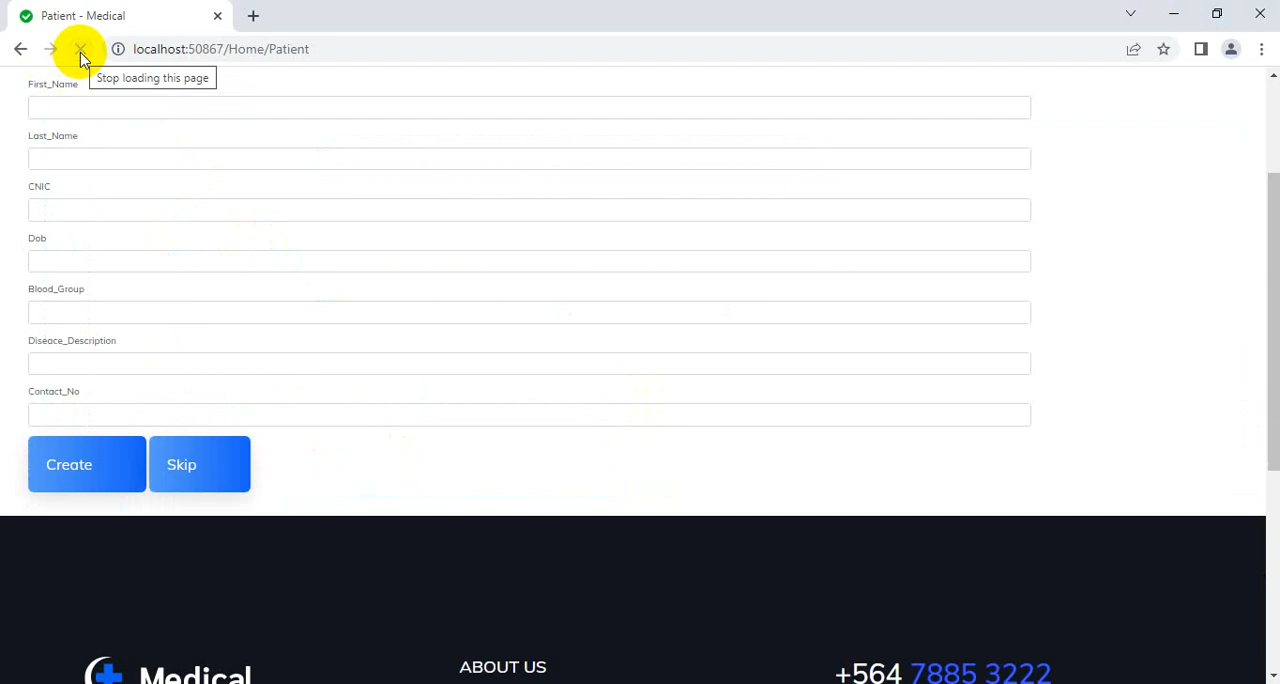 Patient - Medical
localhost:50867/Home/Patient
Stop loading this page
First_Name
Last_Name
CNIC
Dob
Blood_Group
Diseace_Description
Contact_No
Create Skip
Medical
ABOUT US
+564 7885 3222